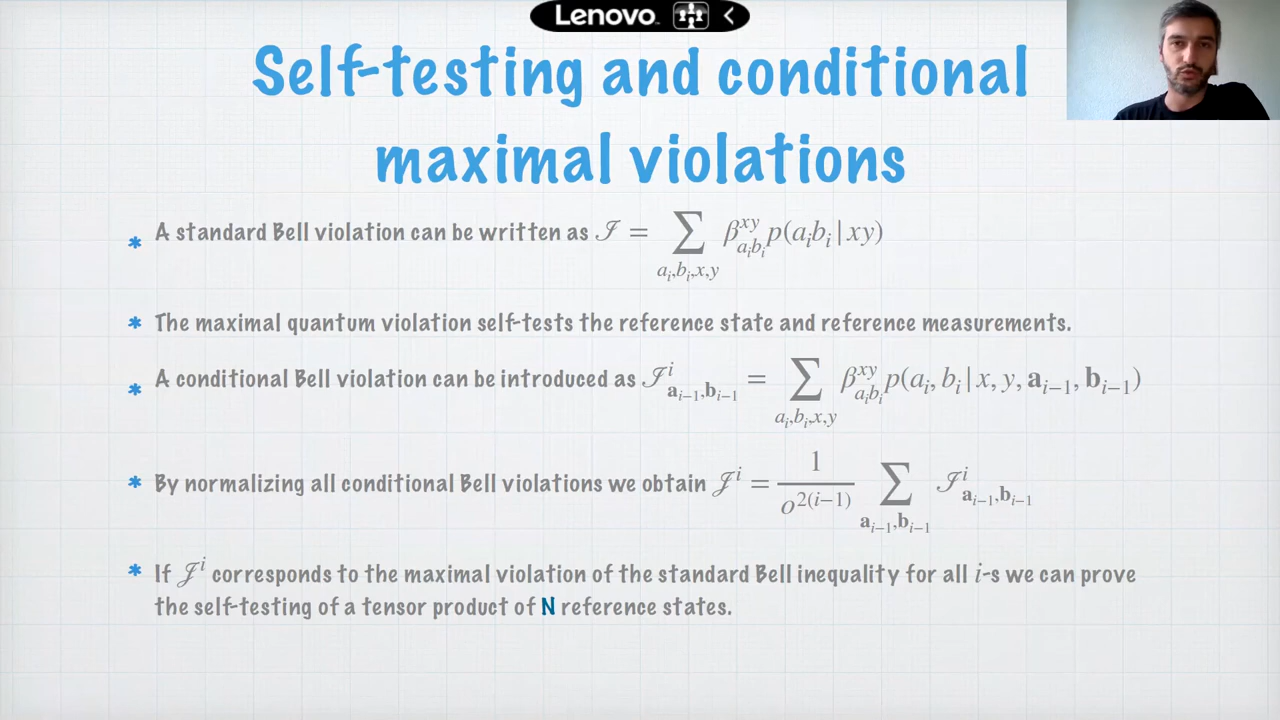 Lenovo
Self-testing and conditional
maximal violations
* A standard Bell violation can be written as ℐ = ∑_{a_i,b_i,x,y} β^{xy}_{a_i b_i} p(a_i b_i | xy)
* The maximal quantum violation self-tests the reference state and reference measurements.
* A conditional Bell violation can be introduced as ℐ^i_{𝐚_{i−1},𝐛_{i−1}} = ∑_{a_i,b_i,x,y} β^{xy}_{a_i b_i} p(a_i, b_i | x, y, 𝐚_{i−1}, 𝐛_{i−1})
* By normalizing all conditional Bell violations we obtain 𝒥^i = \frac{1}{o^{2(i−1)}} ∑_{𝐚_{i−1},𝐛_{i−1}} ℐ^i_{𝐚_{i−1},𝐛_{i−1}}
* If 𝒥^i corresponds to the maximal violation of the standard Bell inequality for all i-s we can prove
the self-testing of a tensor product of N reference states.